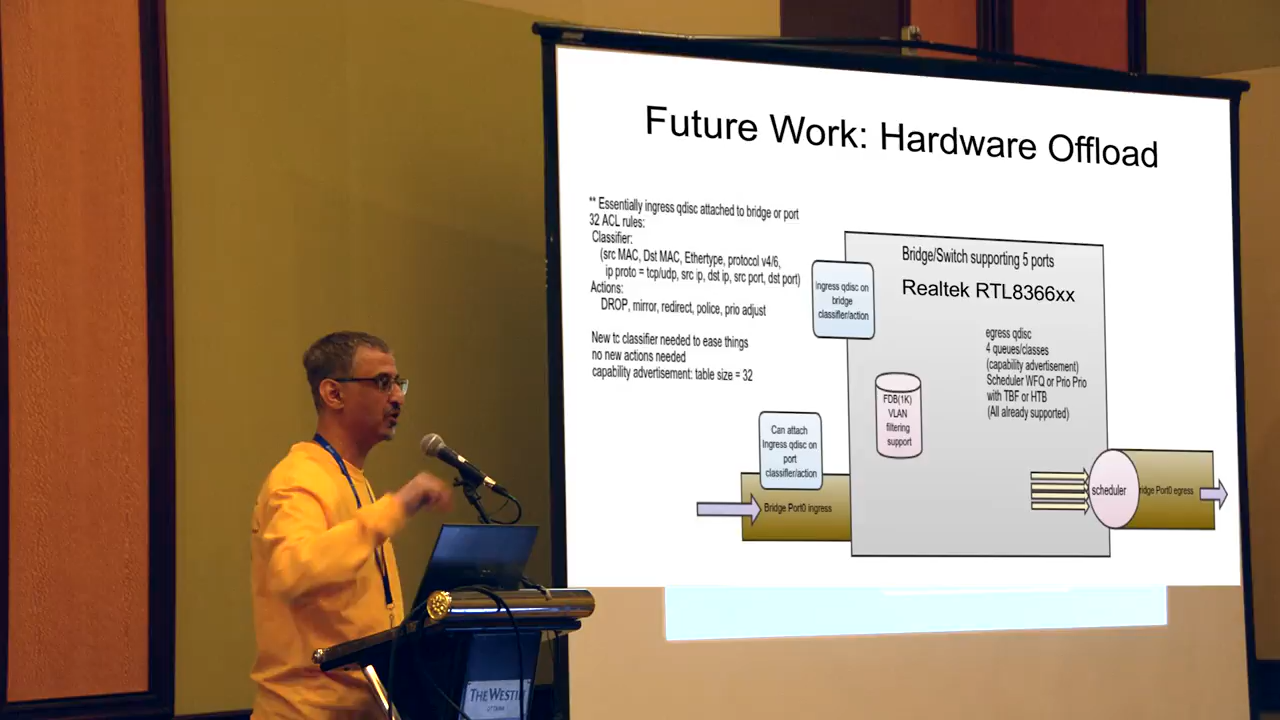 Future Work: Hardware Offload
** Essentially ingress qdisc attached to bridge or port
32 ACL rules:
Classifier:
(src MAC, Dst MAC, Ethertype, protocol v4/6,
ip proto = tcp/udp, src ip, dst ip, src port, dst port)
Actions:
DROP, mirror, redirect, police, prio adjust
New tc classifier needed to ease things
no new actions needed
capability advertisement: table size = 32
Ingress qdisc on
bridge
classifier/action
Bridge/Switch supporting 5 ports
Realtek RTL8366xx
egress qdisc
4 queues/classes
(capability advertisement)
Scheduler WFQ or Prio Prio
with TBF or HTB
(All already supported)
FDB(1K)
VLAN
filtering
support
Can attach
Ingress qdisc on
port
classifier/action
Bridge Port0 ingress
scheduler
Port0 egress
THE WESTIN
OTTAWA